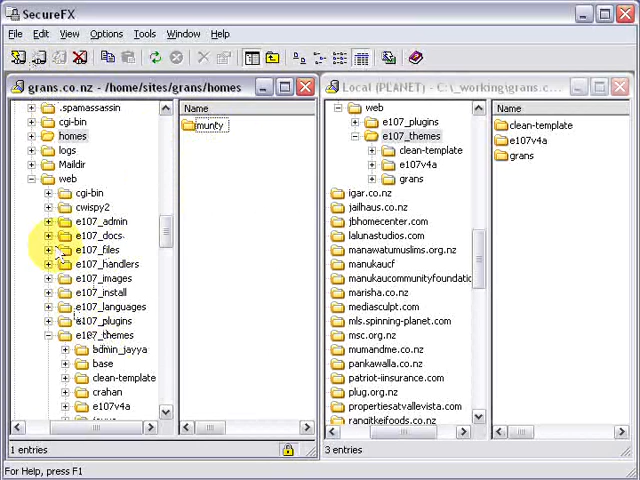 SecureFX
File Edit View Options Tools Window Help
grans.co.nz - /home/sites/grans/homes
.spamassassin
cgi-bin
homes
logs
Maildir
web
cgi-bin
cwispy2
e107_admin
e107_docs
e107_files
e107_handlers
e107_images
e107_install
e107_languages
e107_plugins
e107_themes
admin_jayya
base
clean-template
crahan
e107v4a
Name
munty
1 entries
Local (PLANET) - C:\_working\grans.c...
web
e107_plugins
e107_themes
clean-template
e107v4a
grans
igar.co.nz
jailhaus.co.nz
jbhomecenter.com
lalunastudios.com
manawatumuslims.org.nz
manukaucf
manukaucommunityfoundatio
marisha.co.nz
mediasculpt.com
mls.spinning-planet.com
msc.org.nz
mumandme.co.nz
pankawalla.co.nz
patriot-iinsurance.com
plug.org.nz
propertiesatvallevista.com
rangitkeifoods.co.nz
Name
clean-template
e107v4a
grans
3 entries
For Help, press F1